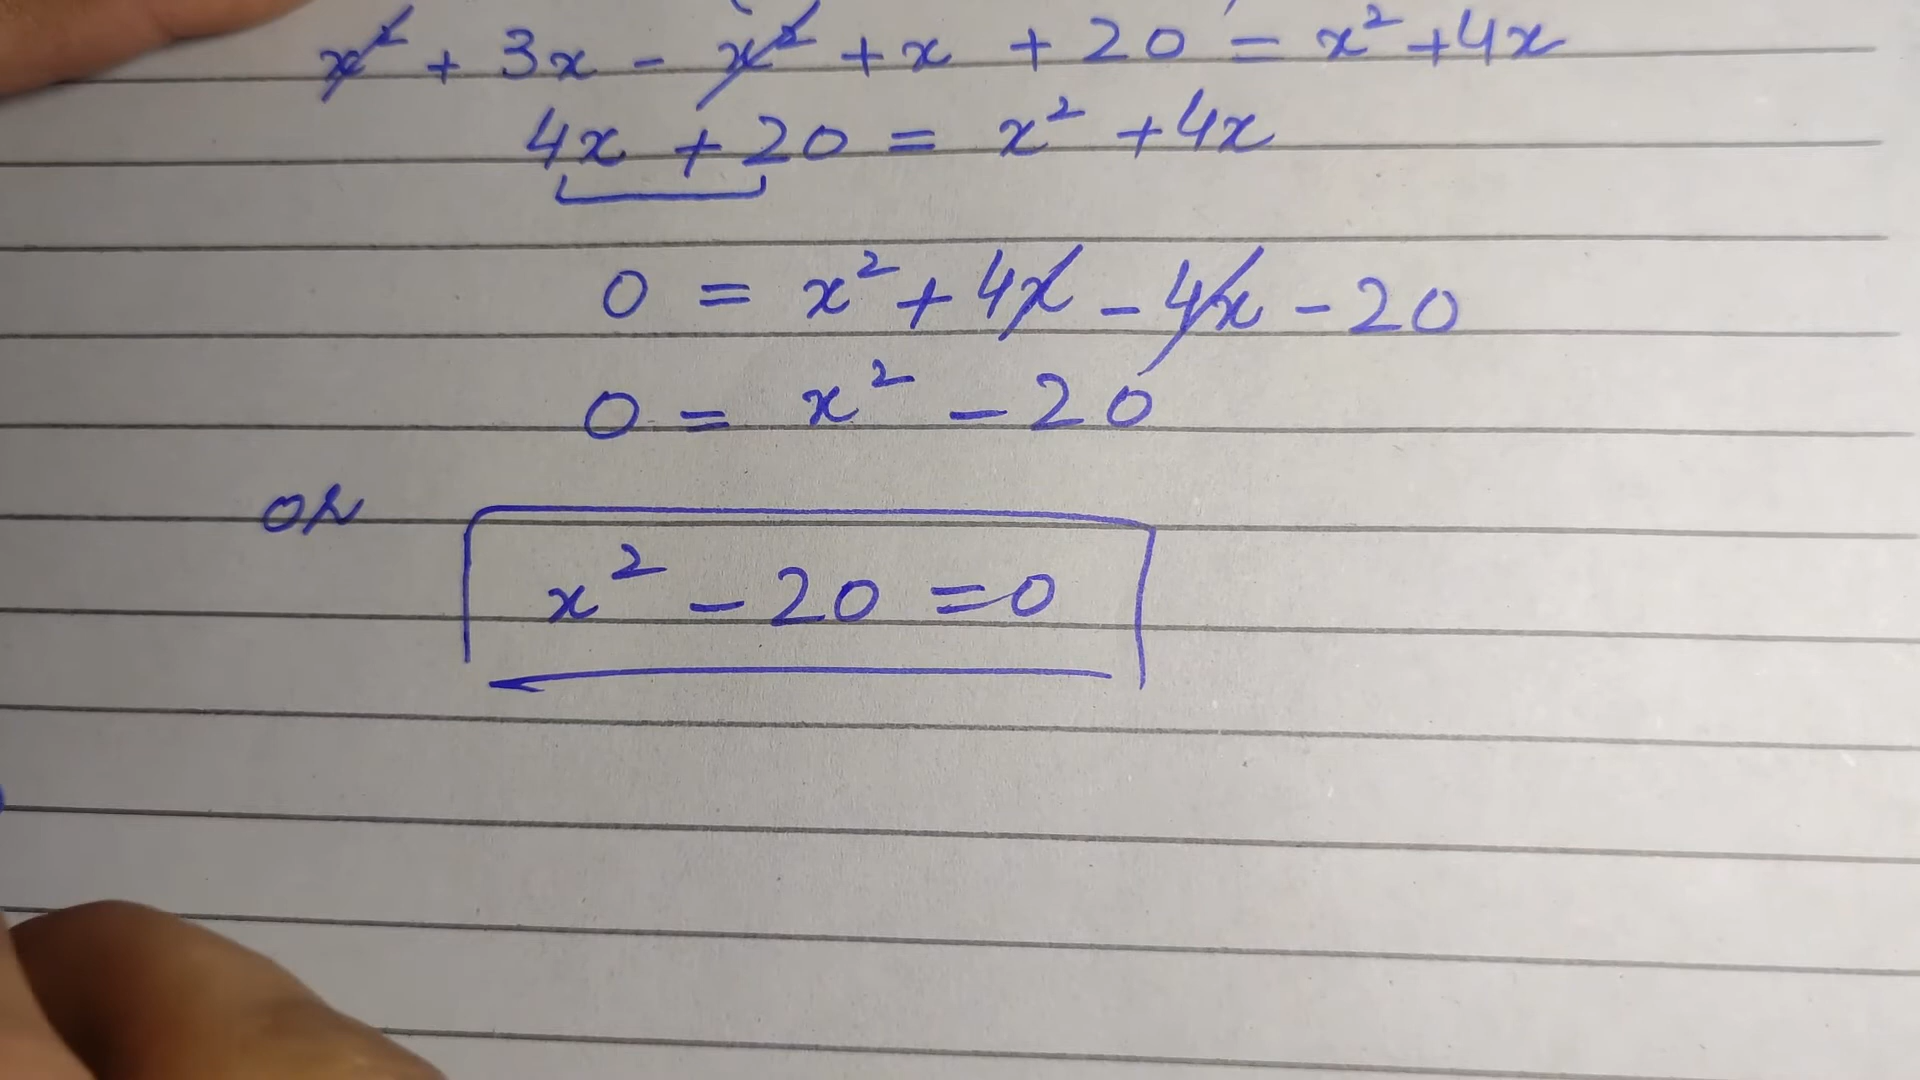 x² + 3x - x² + x + 20 = x² + 4x
4x + 20 = x² + 4x
0 = x² + 4x - 4x - 20
0 = x² - 20
or
x² - 20 = 0